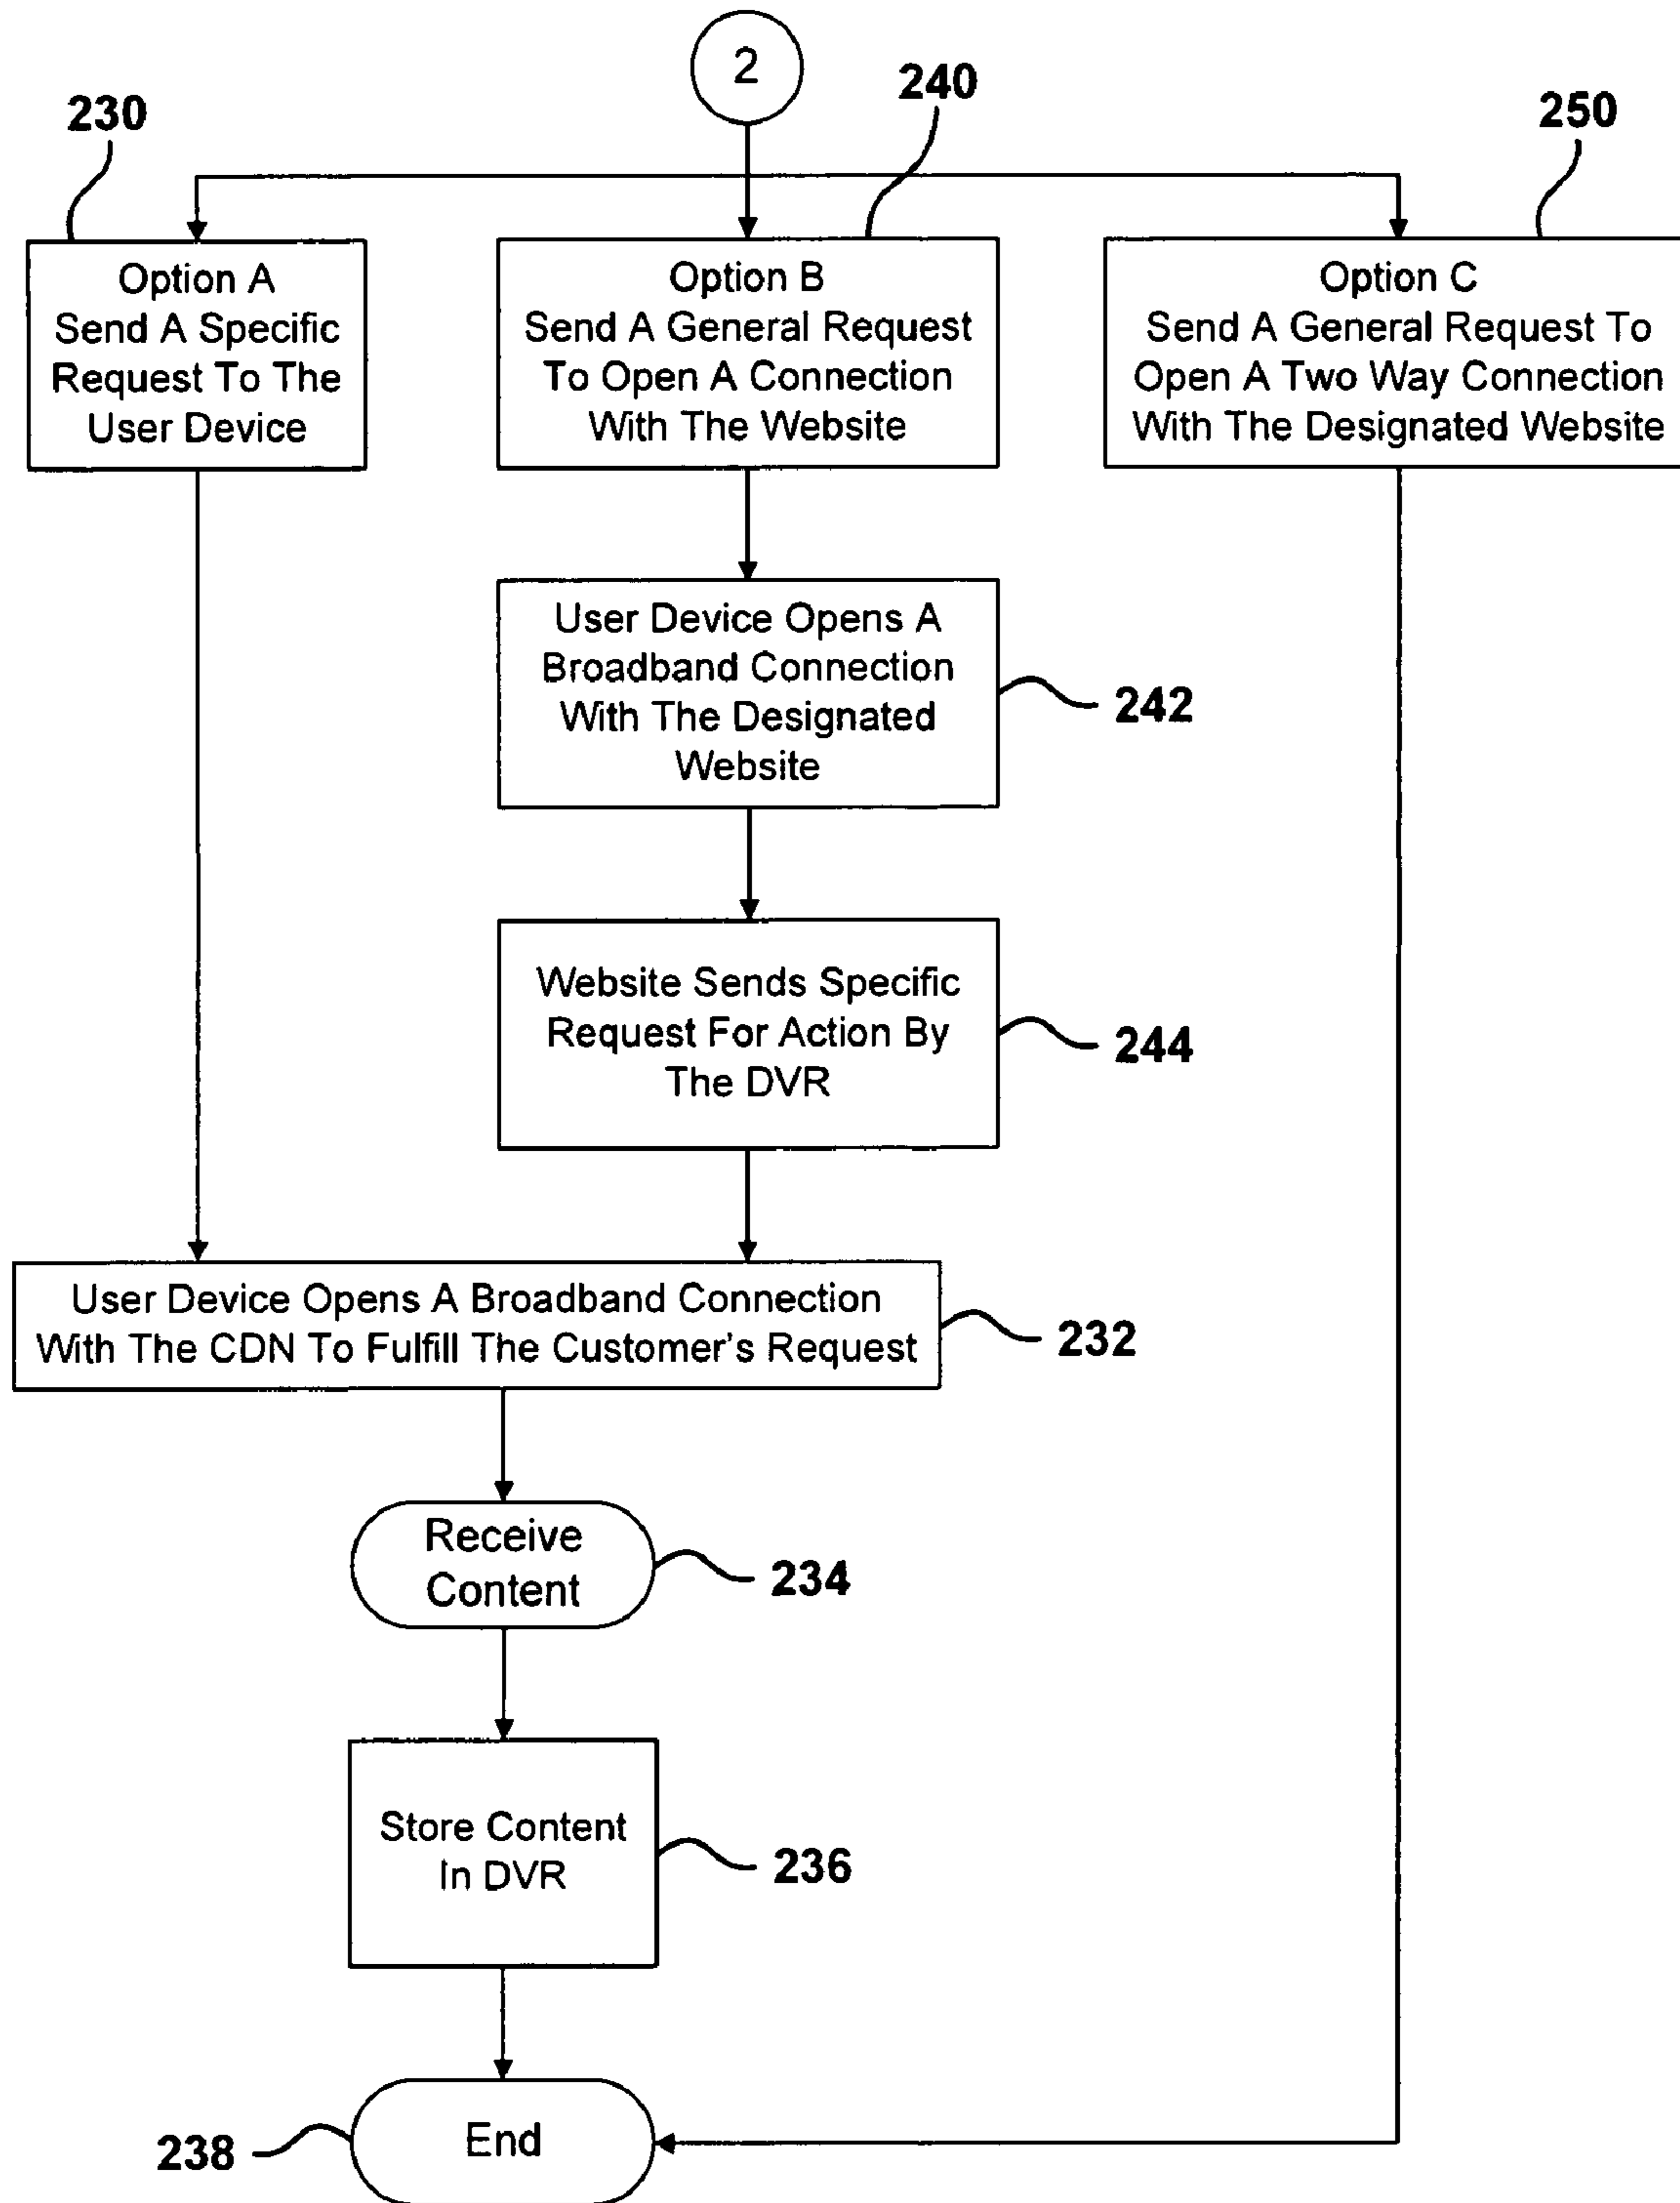 2
230
240
250
Option A
Send A Specific
Request To The
User Device
Option B
Send A General Request
To Open A Connection
With The Website
Option C
Send A General Request To
Open A Two Way Connection
With The Designated Website
User Device Opens A
Broadband Connection
With The Designated
Website
242
Website Sends Specific
Request For Action By
The DVR
244
User Device Opens A Broadband Connection
With The CDN To Fulfill The Customer's Request
232
Receive
Content
234
Store Content
In DVR
236
End
238